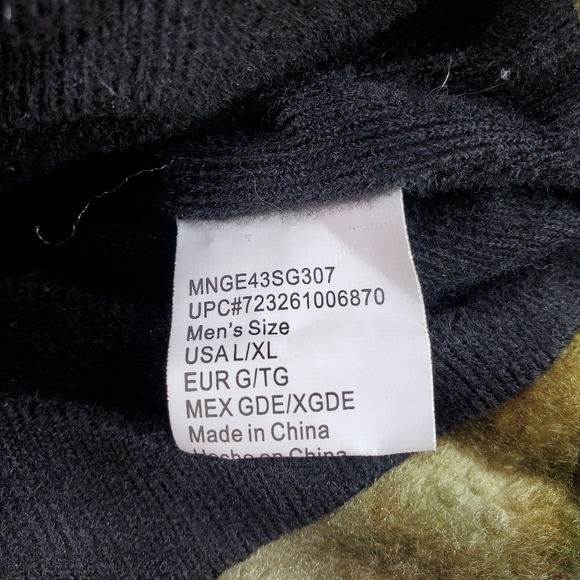 MNGE43SG307
UPC#723261006870
Men's Size
USA L/XL
EUR G/TG
MEX GDE/XGDE
Made in China
Hecho en China